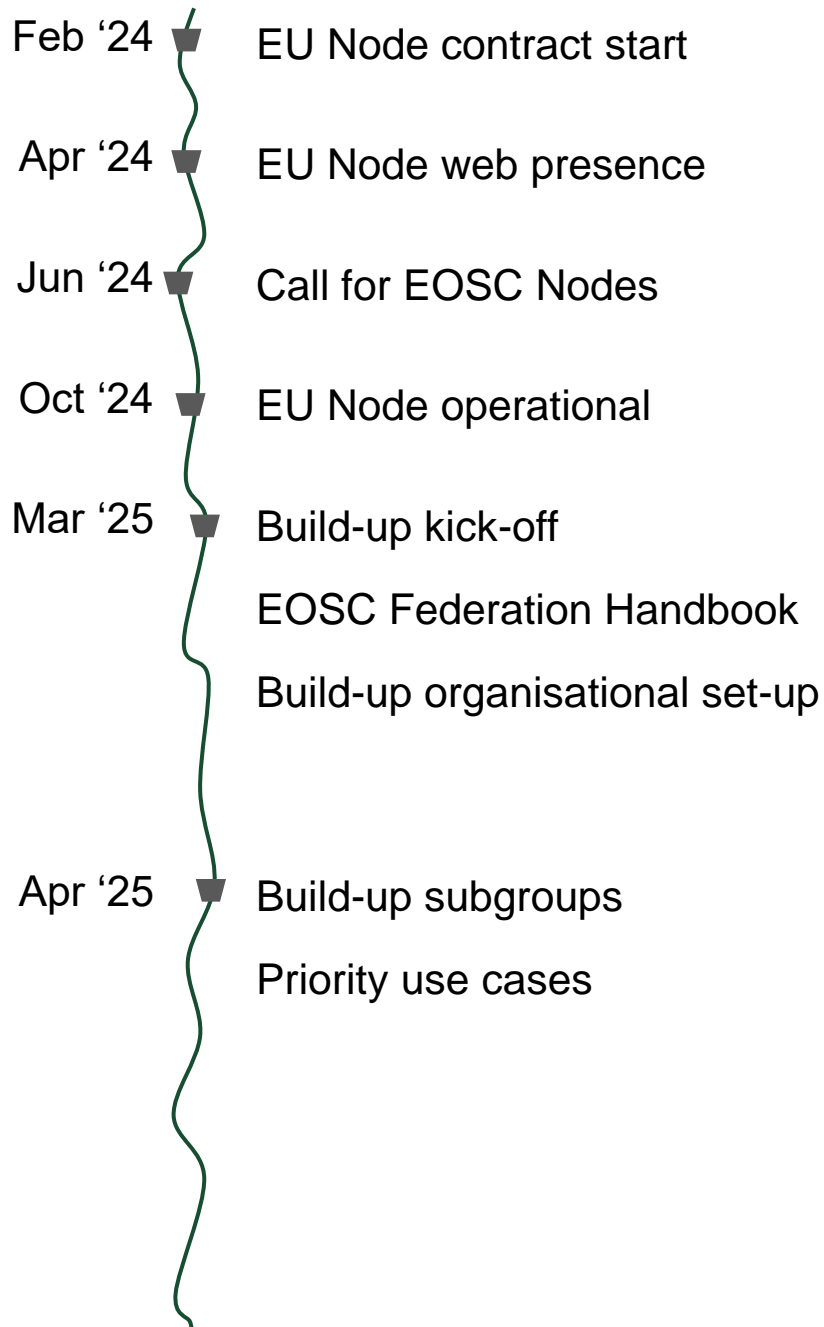 Feb ‘24 EU Node contract start
Apr ‘24 EU Node web presence
Jun ‘24 Call for EOSC Nodes
Oct ‘24 EU Node operational
Mar ‘25 Build-up kick-off
EOSC Federation Handbook
Build-up organisational set-up
Apr ‘25 Build-up subgroups
Priority use cases